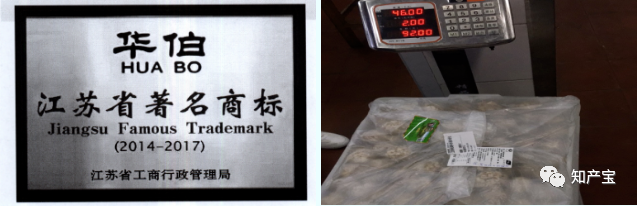 华伯
HUA BO
江苏省著名商标
Jiangsu Famous Trademark
(2014-2017)
江苏省工商行政管理局
46.00
2.00
92.00
知产宝